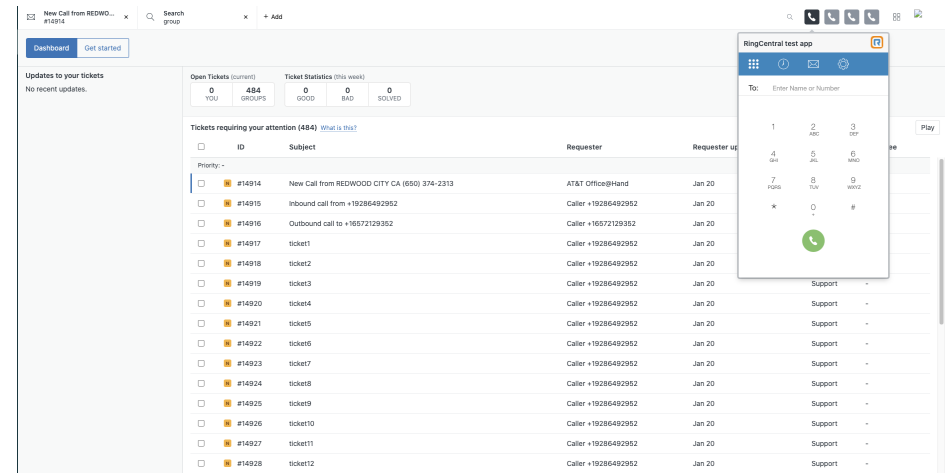 New Call from REDWO... ×
#14914
Search ×
group
+ Add
Dashboard Get started
Updates to your tickets
No recent updates.
Open Tickets (current) Ticket Statistics (this week)
0 484 0 0 0
YOU GROUPS GOOD BAD SOLVED
Tickets requiring your attention (484) What is this? Play
ID Subject Requester Requester up ee
Priority: -
N #14914 New Call from REDWOOD CITY CA (650) 374-2313 AT&T Office@Hand Jan 20
N #14915 Inbound call from +19286492952 Caller +19286492952 Jan 20
N #14916 Outbound call to +16572129352 Caller +16572129352 Jan 20
N #14917 ticket1 Caller +19286492952 Jan 20
N #14918 ticket2 Caller +19286492952 Jan 20
N #14919 ticket3 Caller +19286492952 Jan 20 Support -
N #14920 ticket4 Caller +19286492952 Jan 20 Support -
N #14921 ticket5 Caller +19286492952 Jan 20 Support -
N #14922 ticket6 Caller +19286492952 Jan 20 Support -
N #14923 ticket7 Caller +19286492952 Jan 20 Support -
N #14924 ticket8 Caller +19286492952 Jan 20 Support -
N #14925 ticket9 Caller +19286492952 Jan 20 Support -
N #14926 ticket10 Caller +19286492952 Jan 20 Support -
N #14927 ticket11 Caller +19286492952 Jan 20 Support -
N #14928 ticket12 Caller +19286492952 Jan 20 Support -
RingCentral test app
To: Enter Name or Number
1 2 3
ABC DEF
4 5 6
GHI JKL MNO
7 8 9
PQRS TUV WXYZ
* 0 #
+